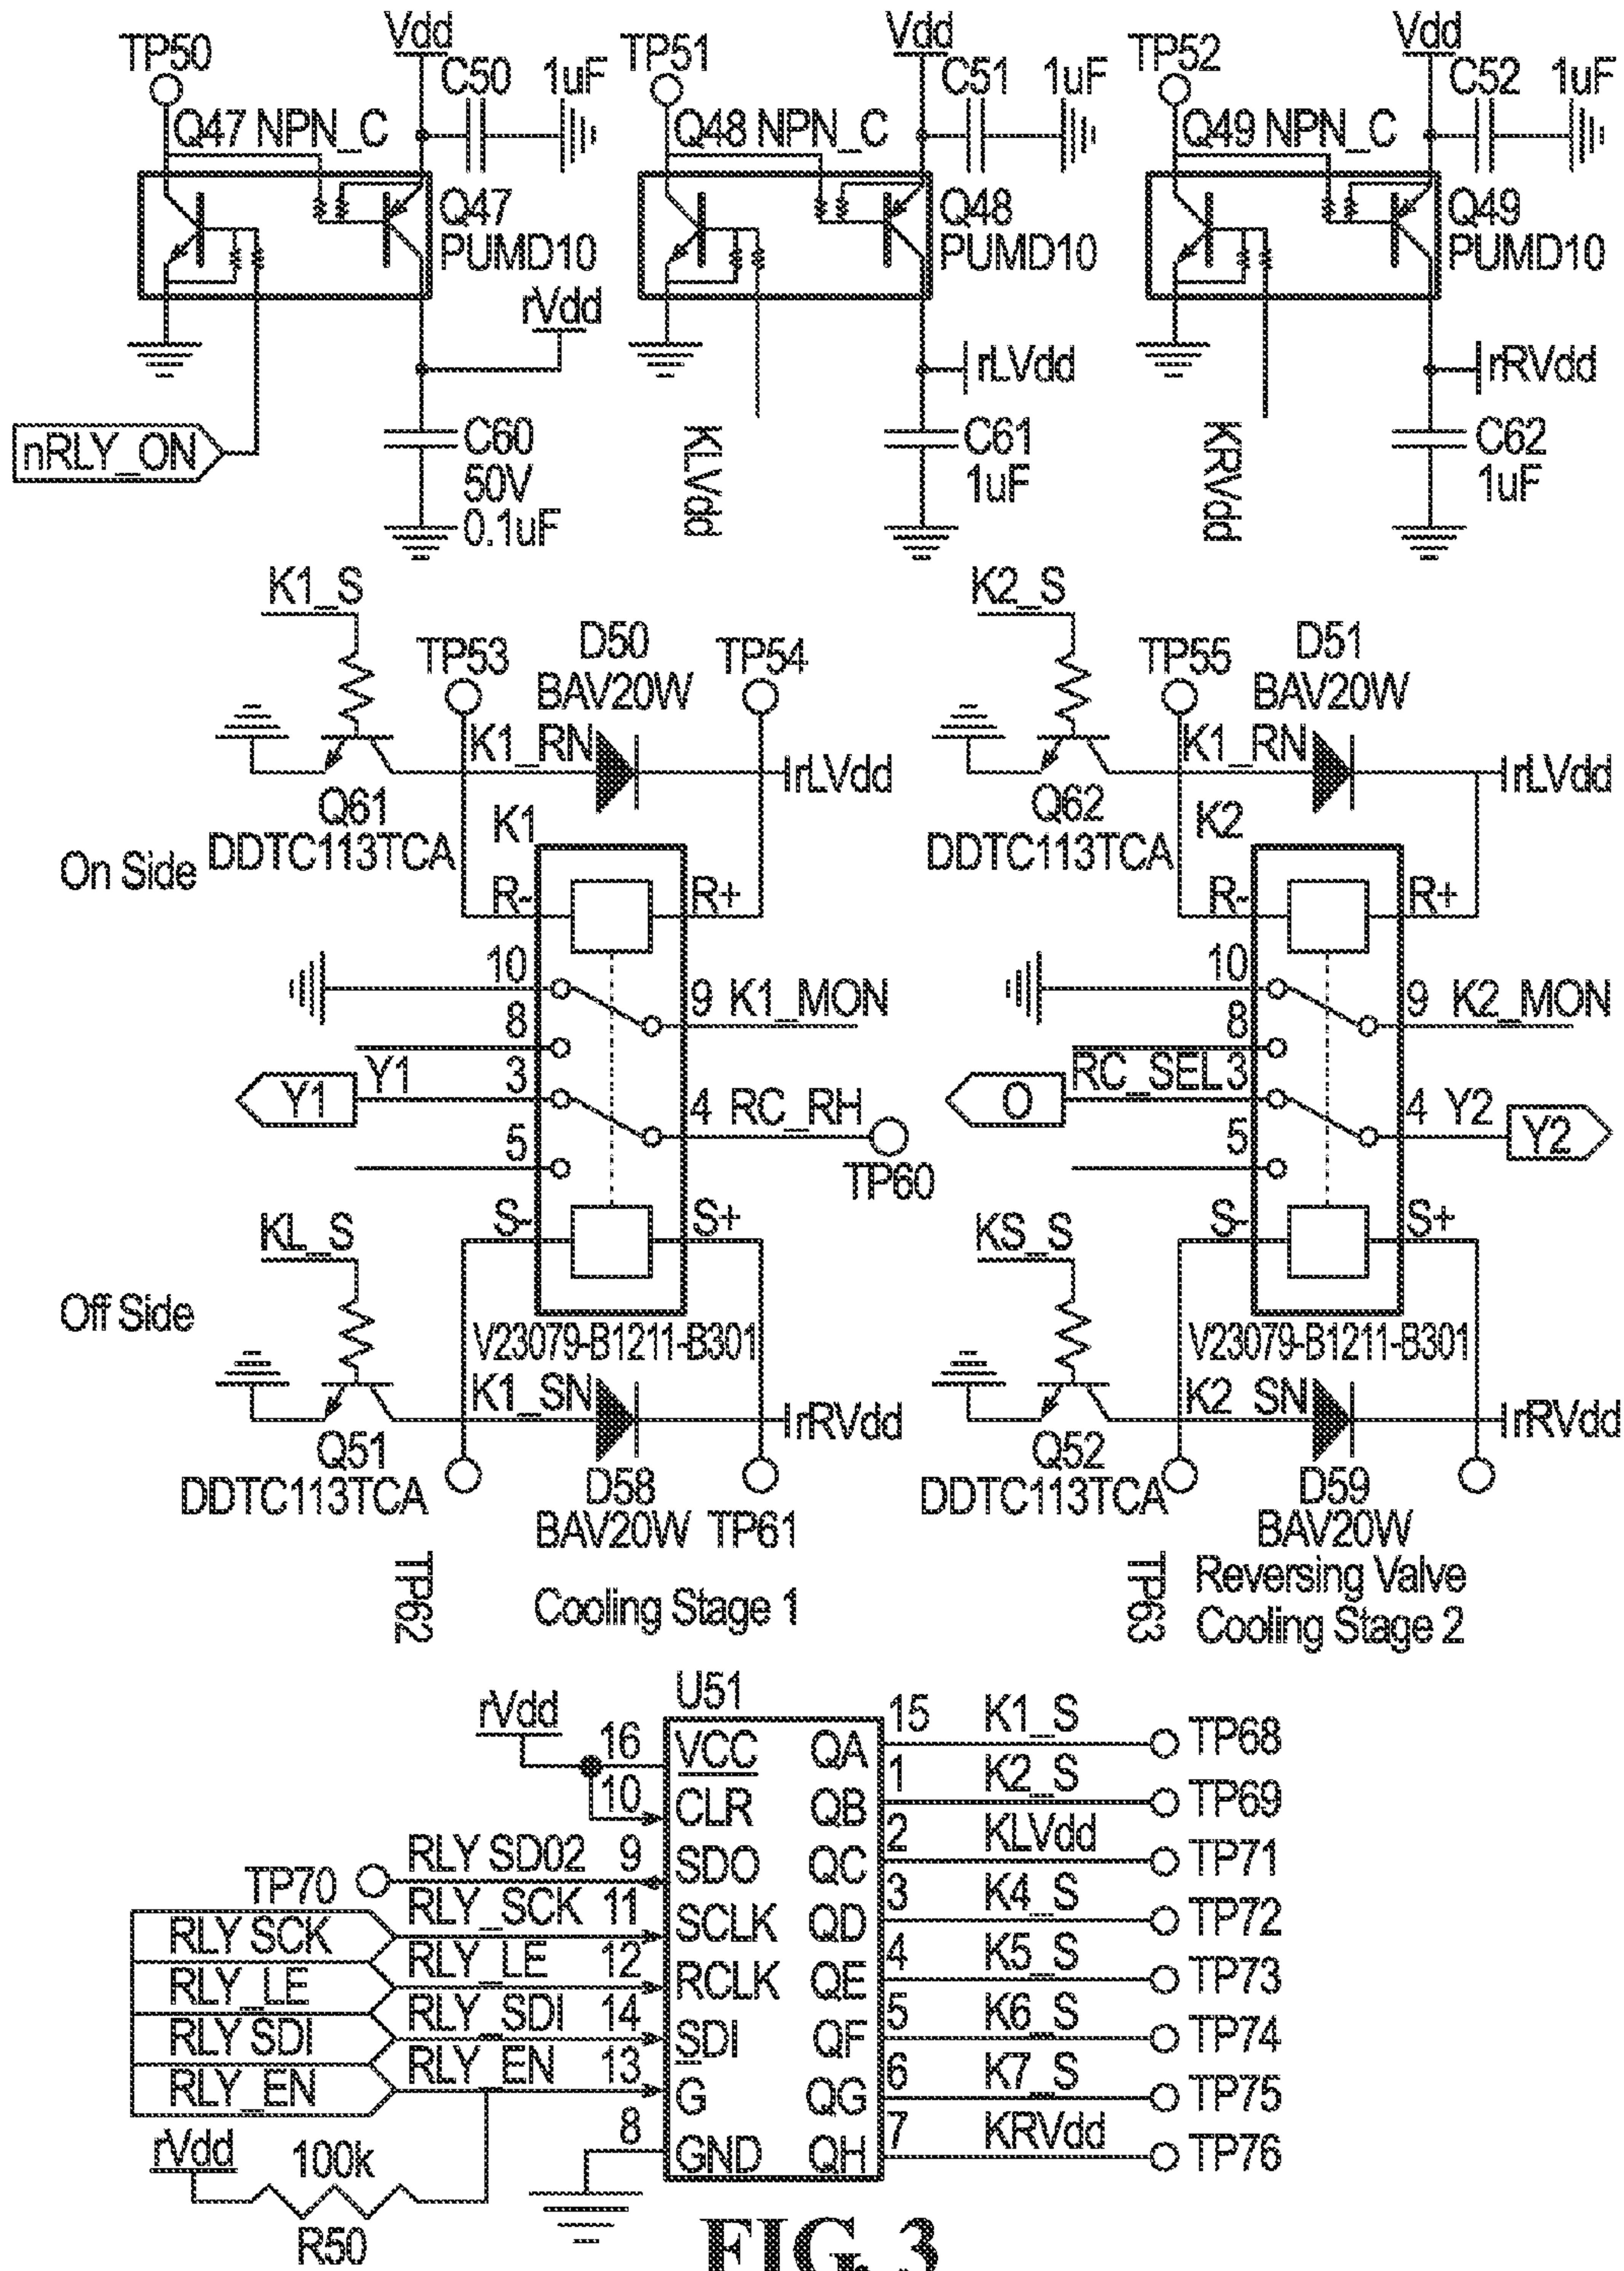 TP50
Vdd
C50
1uF
Q47 NPN_C
Q47
PUMD10
rVdd
nRLY_ON
C60
50V
0.1uF
TP51
Vdd
C51
1uF
Q48 NPN_C
Q48
PUMD10
KLVdd
rLVdd
C61
1uF
TP52
Vdd
C52
1uF
Q49 NPN_C
Q49
PUMD10
KRVdd
rRVdd
C62
1uF
K1_S
TP53
D50
BAV20W
TP54
K1_RN
rLVdd
Q61
DDTC113TCA
On Side
K1
R-
R+
10
9
K1_MON
8
Y1
Y1
3
4
RC_RH
TP60
5
S-
S+
KL_S
Off Side
V23079-B1211-B301
K1_SN
rRVdd
Q51
DDTC113TCA
D58
BAV20W
TP61
TP62
Cooling Stage 1
K2_S
TP55
D51
BAV20W
K1_RN
rLVdd
Q62
DDTC113TCA
K2
R-
R+
10
9
K2_MON
8
O
RC_SEL
3
4
Y2
Y2
5
S-
S+
KS_S
V23079-B1211-B301
K2_SN
rRVdd
Q52
DDTC113TCA
D59
BAV20W
TP63
Reversing Valve
Cooling Stage 2
U51
rVdd
16
VCC
QA
15
K1_S
TP68
10
CLR
QB
1
K2_S
TP69
RLY SD02
9
SDO
QC
2
KLVdd
TP71
TP70
RLY SCK
RLY_SCK
11
SCLK
QD
3
K4_S
TP72
RLY_LE
RLY_LE
12
RCLK
QE
4
K5_S
TP73
RLY SDI
RLY_SDI
14
SDI
QF
5
K6_S
TP74
RLY_EN
RLY_EN
13
G
QG
6
K7_S
TP75
8
GND
QH
7
KRVdd
TP76
rVdd
100k
R50
FIG. 3